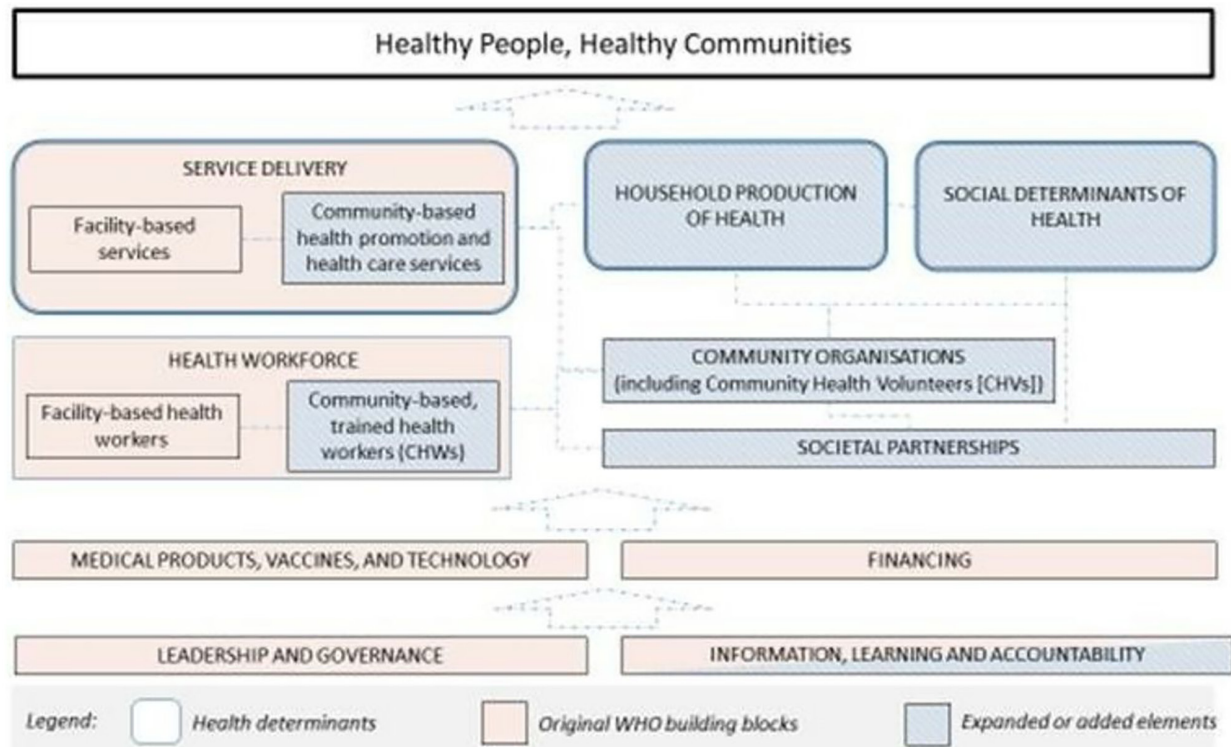 Healthy People, Healthy Communities
SERVICE DELIVERY
Facility-based
services
Community-based
health promotion and
health care services
HOUSEHOLD PRODUCTION
OF HEALTH
SOCIAL DETERMINANTS OF
HEALTH
HEALTH WORKFORCE
Facility-based health
workers
Community-based,
trained health
workers (CHWs)
COMMUNITY ORGANISATIONS
(including Community Health Volunteers [CHVs])
SOCIETAL PARTNERSHIPS
MEDICAL PRODUCTS, VACCINES, AND TECHNOLOGY
FINANCING
LEADERSHIP AND GOVERNANCE
INFORMATION, LEARNING AND ACCOUNTABILITY
Legend:
Health determinants
Original WHO building blocks
Expanded or added elements